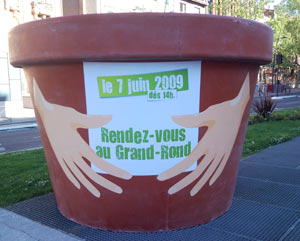 le 7 juin 2009
dès 14h.
Rendez-vous
au Grand-Rond